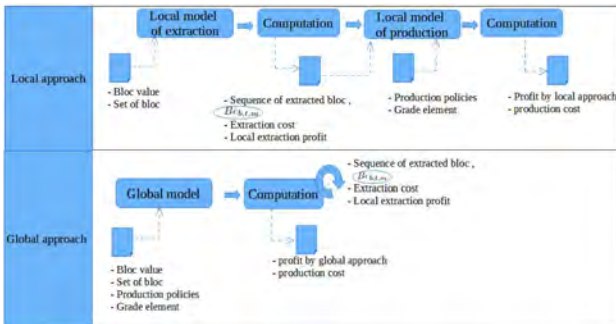 Local model
of extraction
Computation
Local model
of production
Computation
Local approach
- Bloc value
- Set of bloc
- Sequence of extracted bloc ,
- Extraction cost
- Local extraction profit
- Production policies
- Grade element
- Profit by local approach
- production cost
Global model
Computation
- Sequence of extracted bloc ,
- Extraction cost
- Local extraction profit
Global approach
- Bloc value
- Set of bloc
- Production policies
- Grade element
- profit by global approach
- production cost